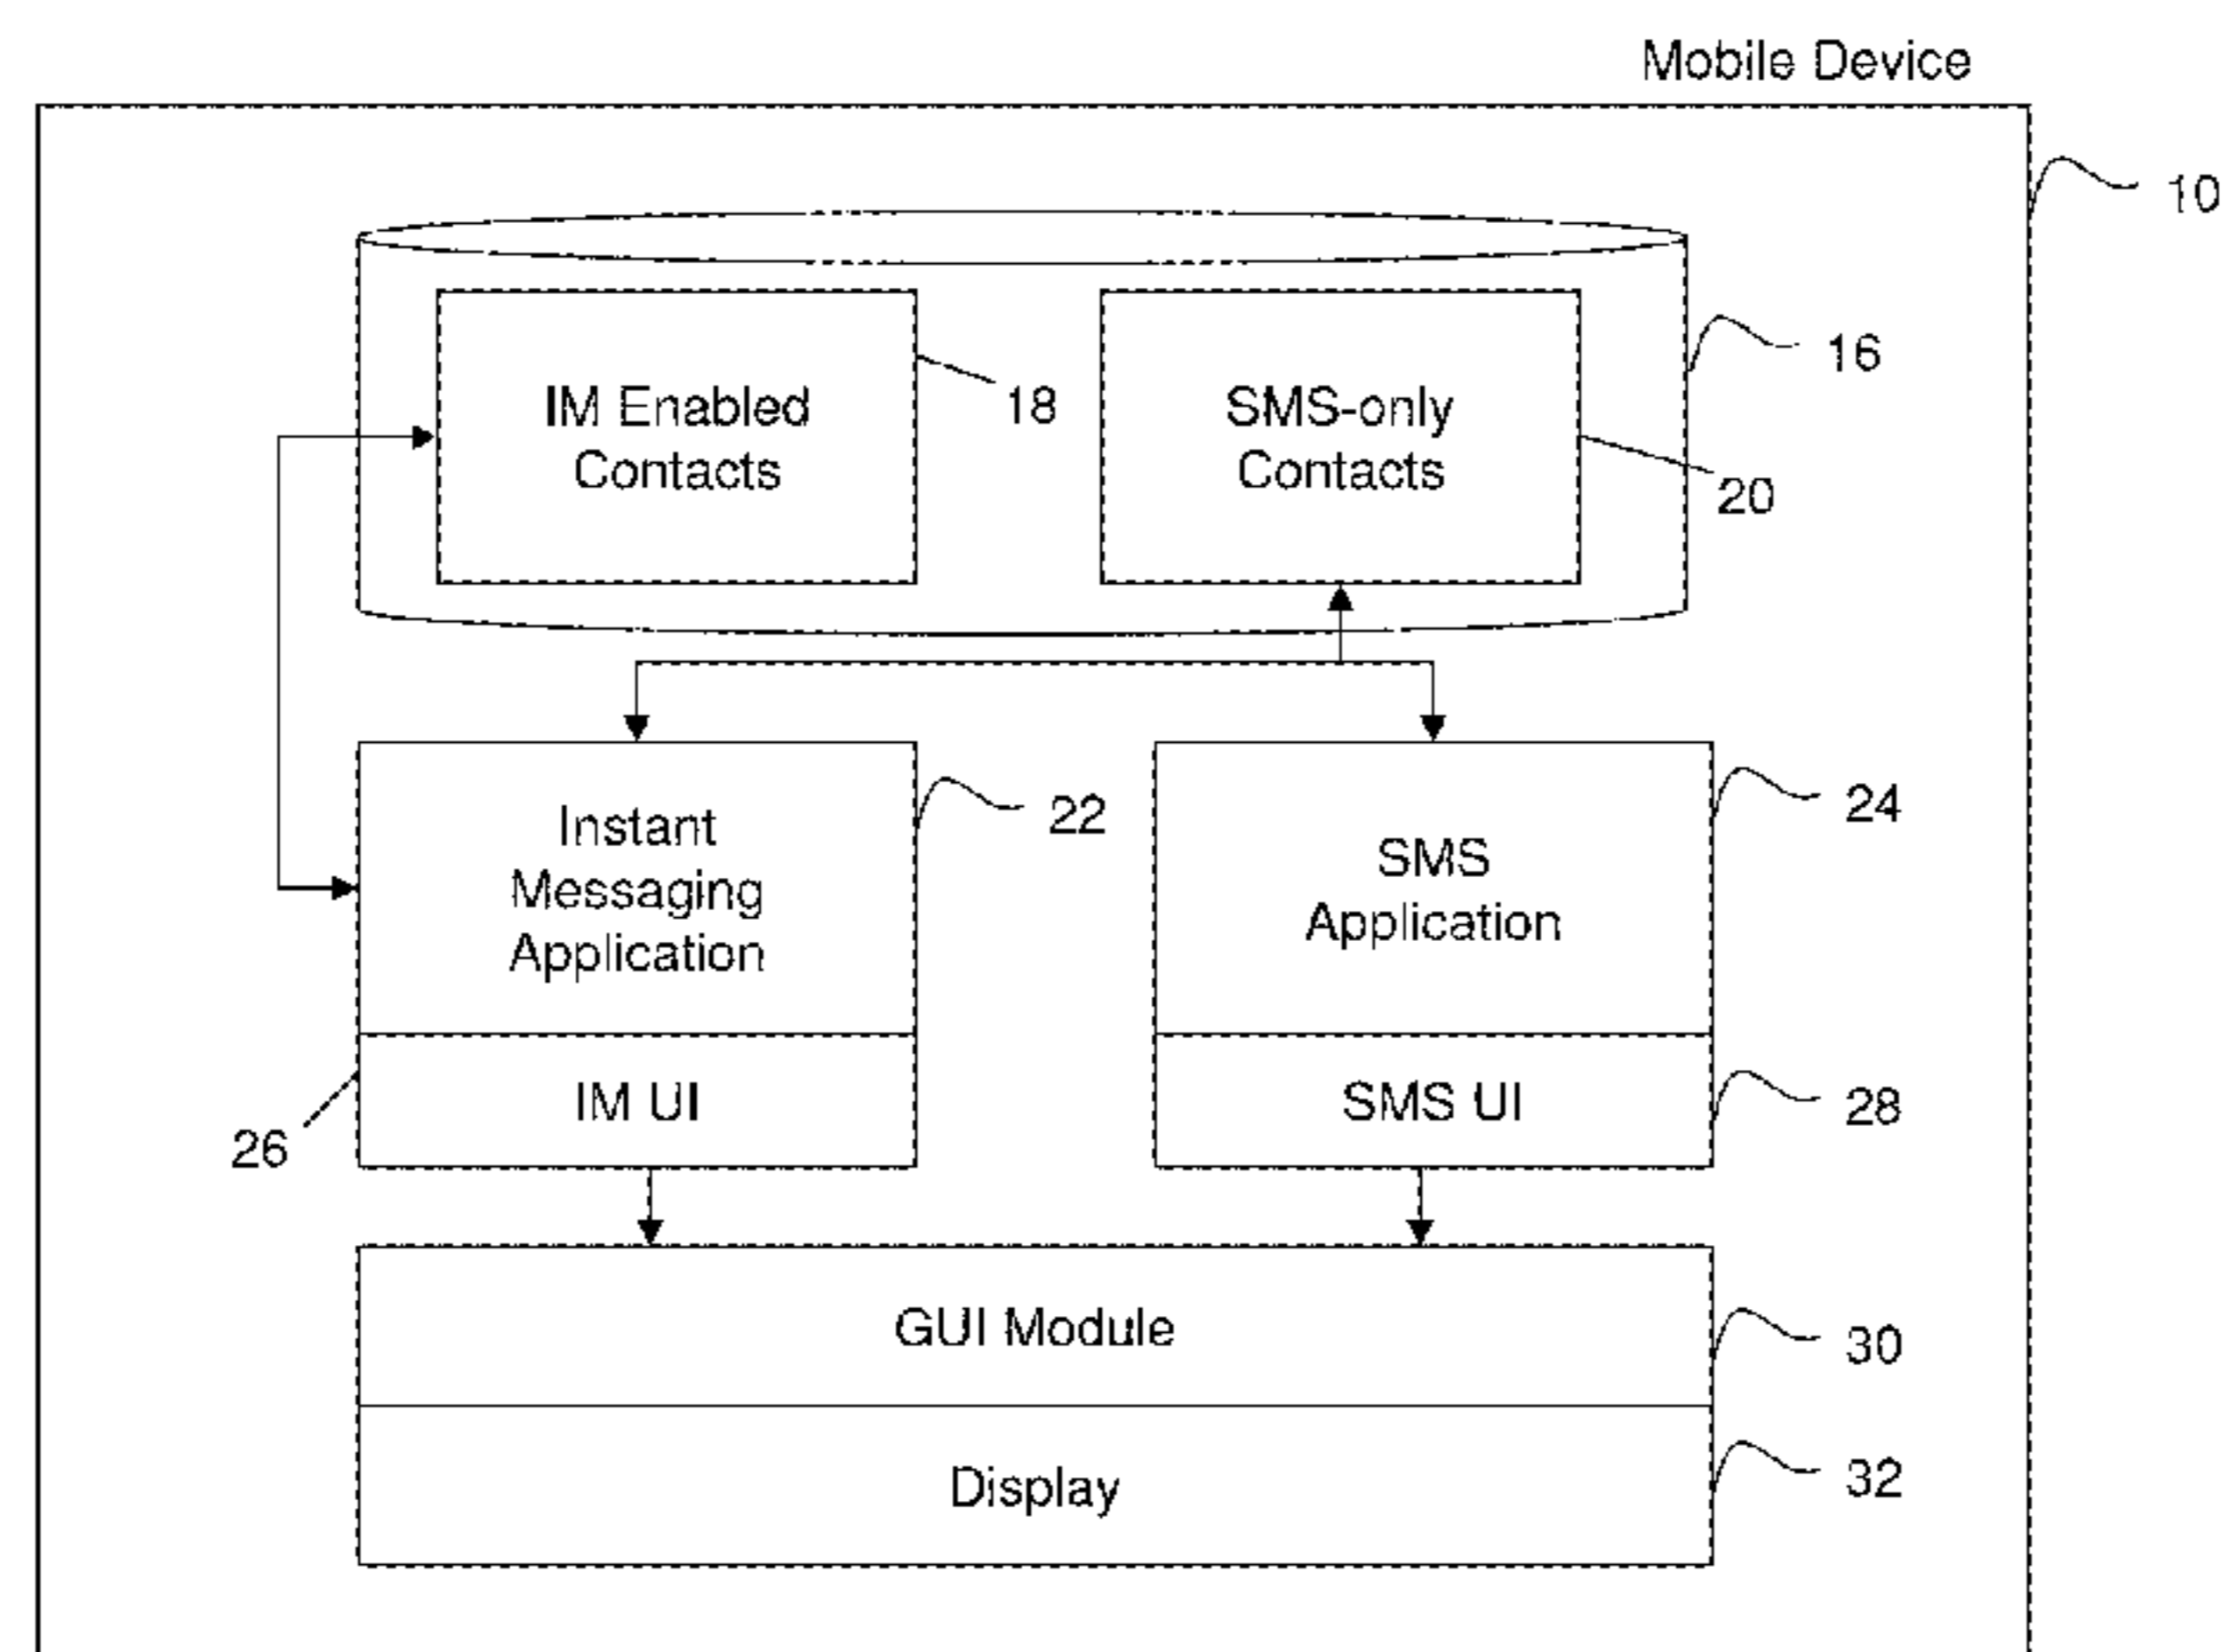 Mobile Device
10
16
IM Enabled
Contacts
18
SMS-only
Contacts
20
Instant
Messaging
Application
22
SMS
Application
24
IM UI
26
SMS UI
28
GUI Module
30
Display
32